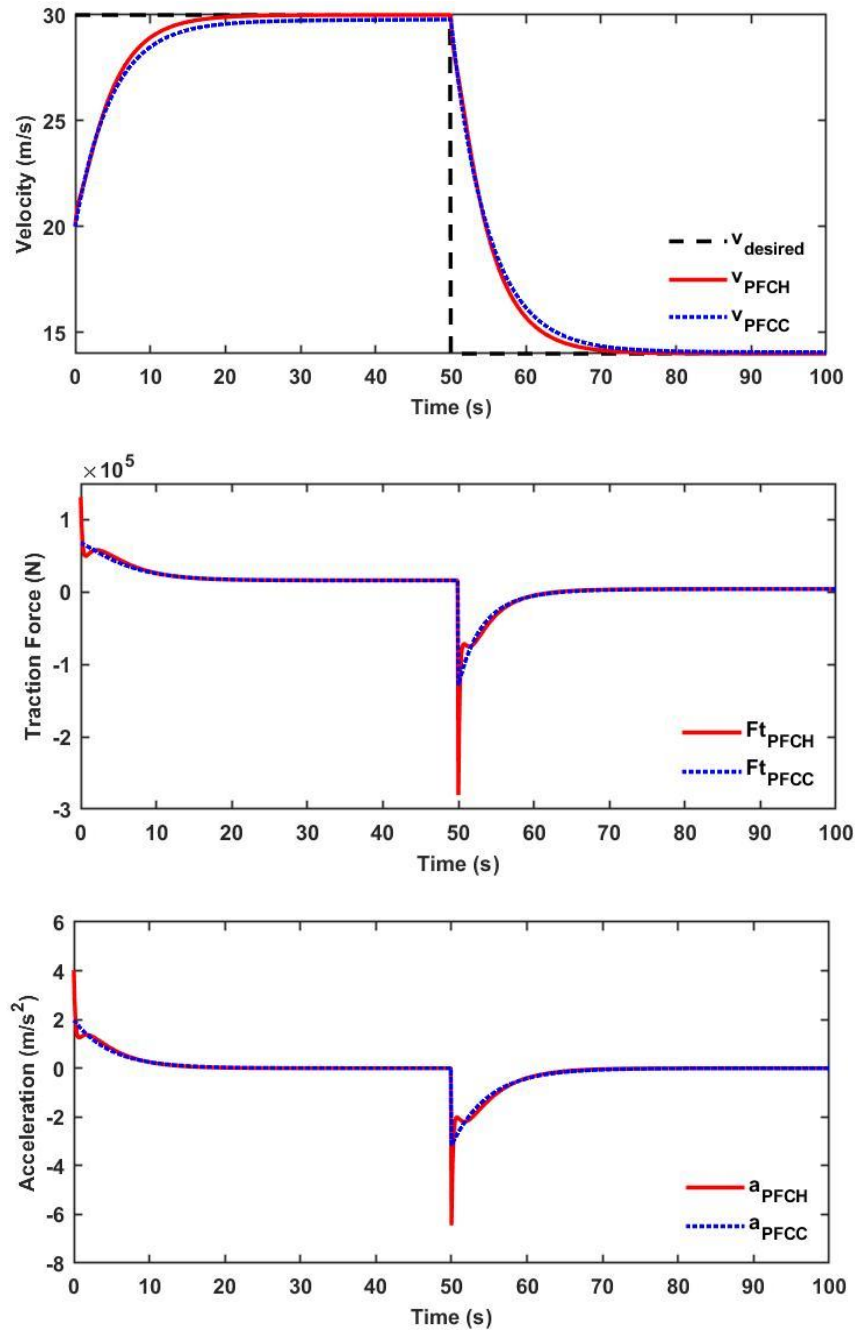 30
25
20
15
Velocity (m/s)
v_desired
v_PFCH
v_PFCC
0 10 20 30 40 50 60 70 80 90 100
Time (s)
×10^5
1
0
-1
-2
-3
Traction Force (N)
Ft_PFCH
Ft_PFCC
0 10 20 30 40 50 60 70 80 90 100
Time (s)
6
4
2
0
-2
-4
-6
-8
Acceleration (m/s^2)
a_PFCH
a_PFCC
0 10 20 30 40 50 60 70 80 90 100
Time (s)